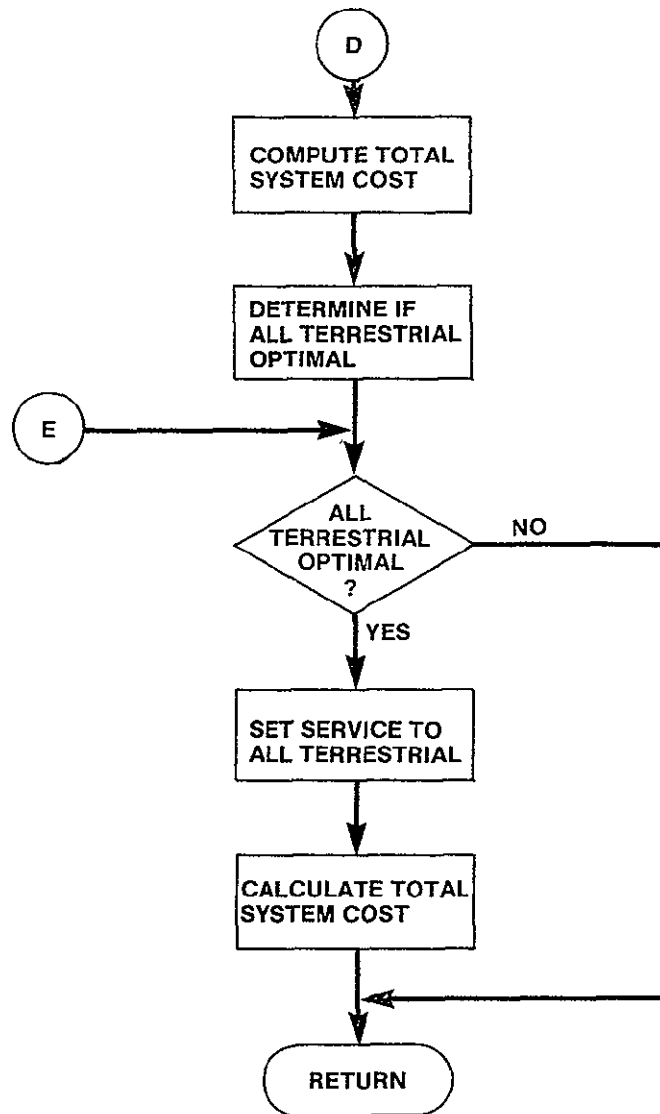 D
COMPUTE TOTAL
SYSTEM COST
DETERMINE IF
ALL TERRESTRIAL
OPTIMAL
E
ALL
TERRESTRIAL
OPTIMAL
?
NO
YES
SET SERVICE TO
ALL TERRESTRIAL
CALCULATE TOTAL
SYSTEM COST
RETURN